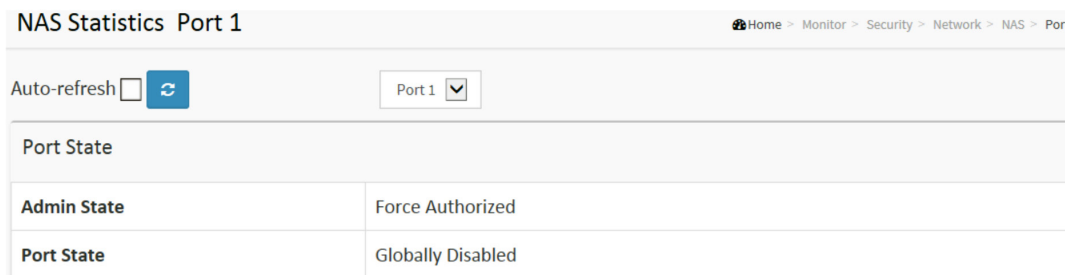 NAS Statistics Port 1
Home > Monitor > Security > Network > NAS > Por
Auto-refresh
Port 1
Port State
Admin State Force Authorized
Port State Globally Disabled